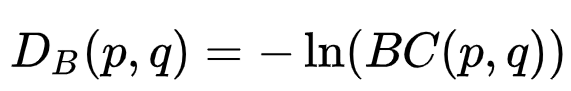 D_B(p, q) = − ln(BC(p, q))